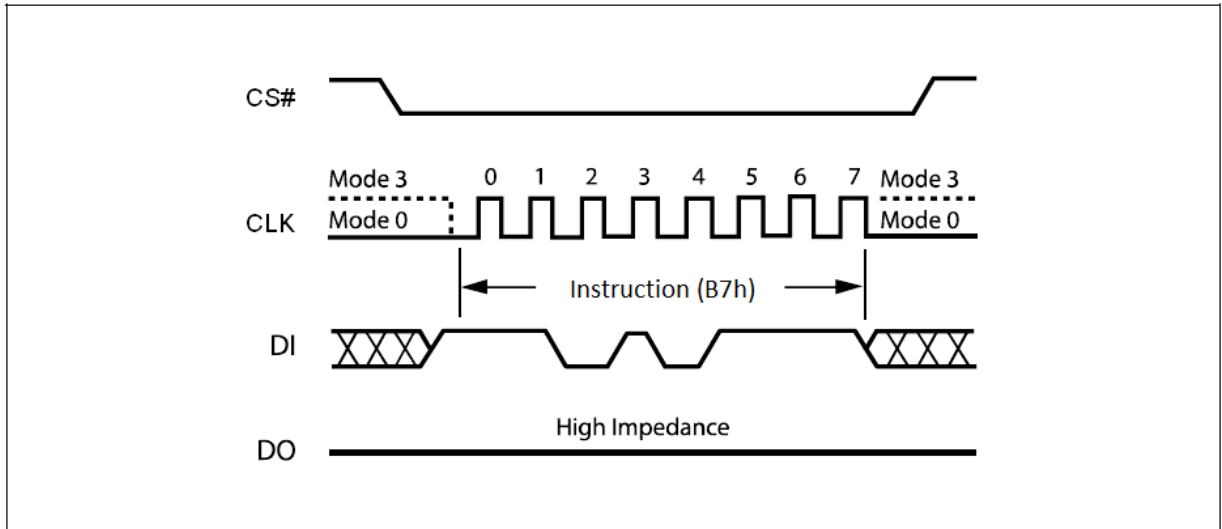 CS#
Mode 3 0 1 2 3 4 5 6 7 Mode 3
CLK Mode 0 Mode 0
Instruction (B7h)
DI
High Impedance
DO